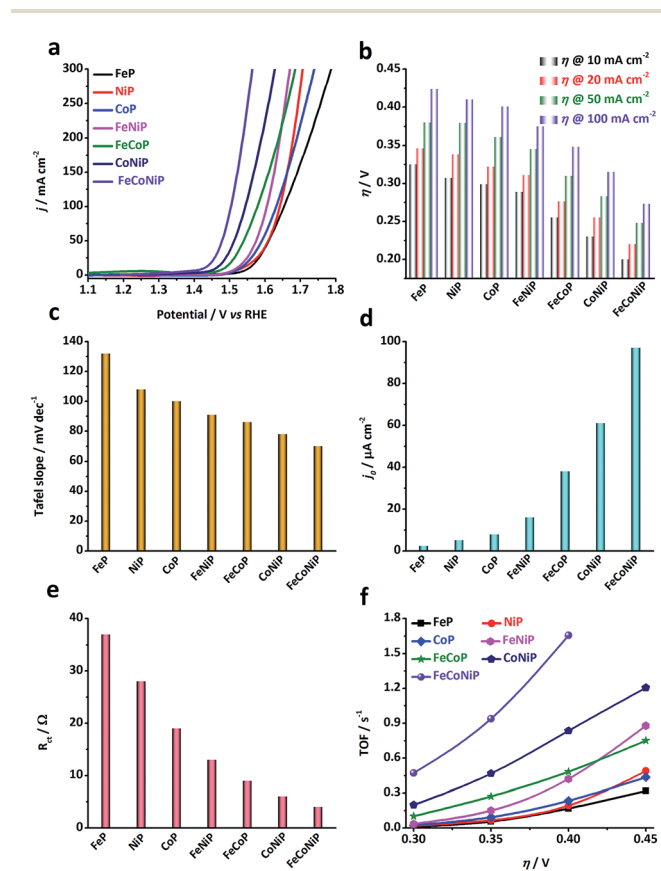 a
300
250
200
150
100
50
0
1.1 1.2 1.3 1.4 1.5 1.6 1.7 1.8
j / mA cm⁻²
Potential / V vs RHE
FeP
NiP
CoP
FeNiP
FeCoP
CoNiP
FeCoNiP
b
η @ 10 mA cm⁻²
η @ 20 mA cm⁻²
η @ 50 mA cm⁻²
η @ 100 mA cm⁻²
0.45
0.40
0.35
0.30
0.25
0.20
η / V
FeP NiP CoP FeNiP FeCoP CoNiP FeCoNiP
c
140
120
100
80
60
40
20
0
Tafel slope / mV dec⁻¹
FeP NiP CoP FeNiP FeCoP CoNiP FeCoNiP
d
100
80
60
40
20
0
j₀ / μA cm⁻²
FeP NiP CoP FeNiP FeCoP CoNiP FeCoNiP
e
40
30
20
10
0
Rct / Ω
FeP NiP CoP FeNiP FeCoP CoNiP FeCoNiP
f
1.8
1.5
1.2
0.9
0.6
0.3
0.0
0.30 0.35 0.40 0.45
TOF / s⁻¹
η / V
FeP NiP
CoP FeNiP
FeCoP CoNiP
FeCoNiP